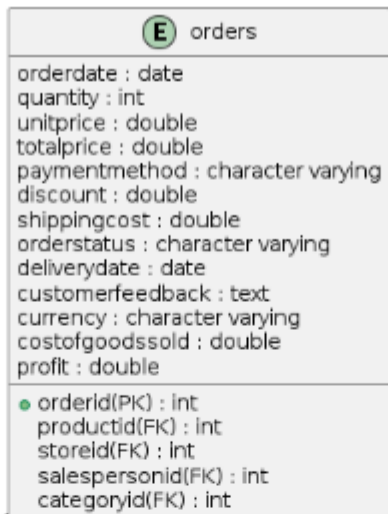 E orders
orderdate : date
quantity : int
unitprice : double
totalprice : double
paymentmethod : character varying
discount : double
shippingcost : double
orderstatus : character varying
deliverydate : date
customerfeedback : text
currency : character varying
costofgoodssold : double
profit : double
orderid(PK) : int
productid(FK) : int
storeid(FK) : int
salespersonid(FK) : int
categoryid(FK) : int